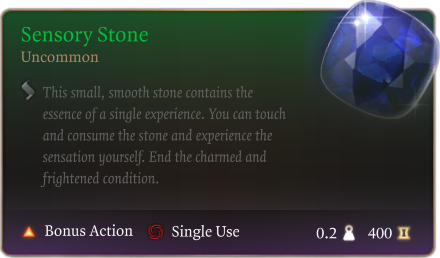 Sensory Stone
Uncommon
This small, smooth stone contains the
essence of a single experience. You can touch
and consume the stone and experience the
sensation yourself. End the charmed and
frightened condition.
Bonus Action Single Use 0.2 400